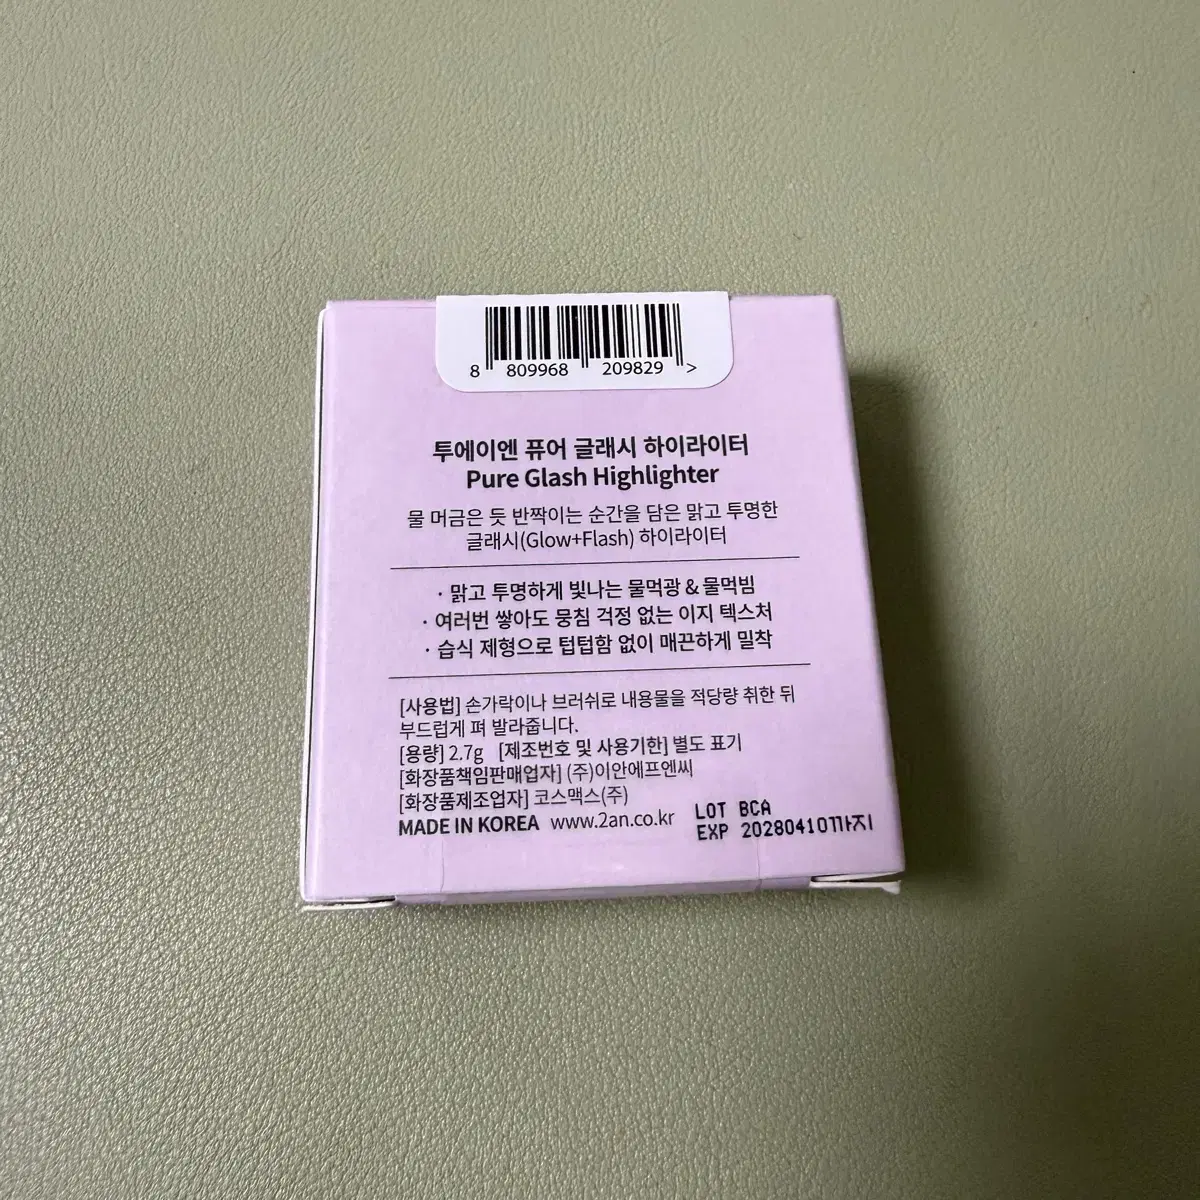 8 809968 209829 >
투에이엔 퓨어 글래시 하이라이터
Pure Glash Highlighter
물 머금은 듯 반짝이는 순간을 담은 맑고 투명한
글래시(Glow+Flash) 하이라이터
· 맑고 투명하게 빛나는 물먹광 & 물먹빔
· 여러번 쌓아도 뭉침 걱정 없는 이지 텍스처
· 습식 제형으로 텁텁함 없이 매끈하게 밀착
[사용법] 손가락이나 브러쉬로 내용물을 적당량 취한 뒤
부드럽게 펴 발라줍니다.
[용량] 2.7g [제조번호 및 사용기한] 별도 표기
[화장품책임판매업자] (주)이안에프엔씨
[화장품제조업자] 코스맥스(주)
MADE IN KOREA www.2an.co.kr
LOT BCA
EXP 20280410까지